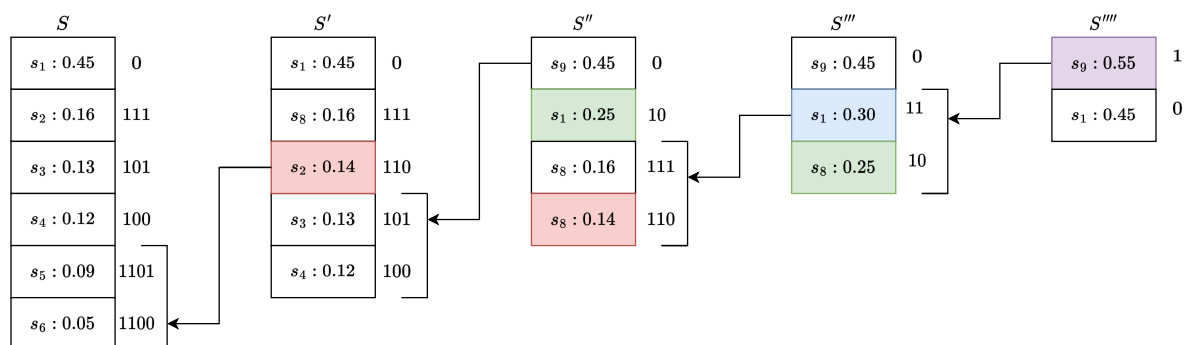 S
s₁ : 0.45 0
s₂ : 0.16 111
s₃ : 0.13 101
s₄ : 0.12 100
s₅ : 0.09 1101
s₆ : 0.05 1100
S′
s₁ : 0.45 0
s₈ : 0.16 111
s₂ : 0.14 110
s₃ : 0.13 101
s₄ : 0.12 100
S″
s₉ : 0.45 0
s₁ : 0.25 10
s₈ : 0.16 111
s₈ : 0.14 110
S‴
s₉ : 0.45 0
s₁ : 0.30 11
s₈ : 0.25 10
S⁗
s₉ : 0.55 1
s₁ : 0.45 0